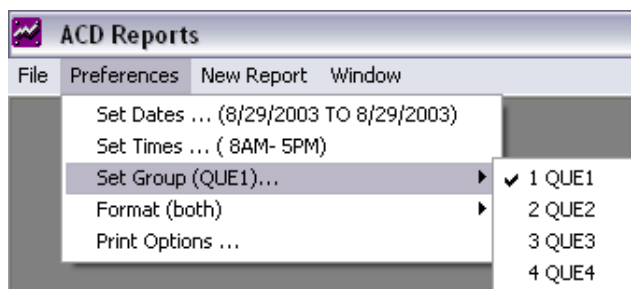 ACD Reports
File Preferences New Report Window
Set Dates ... (8/29/2003 TO 8/29/2003)
Set Times ... ( 8AM- 5PM)
Set Group (QUE1)...
1 QUE1
Format (both)
2 QUE2
Print Options ...
3 QUE3
4 QUE4